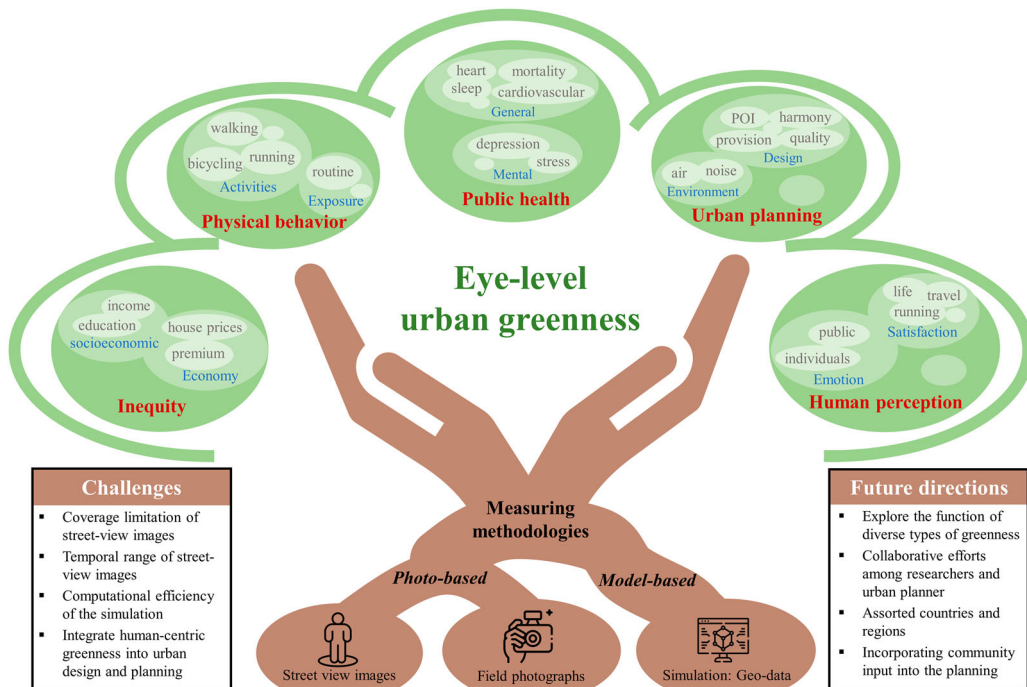 heart
mortality
sleep
cardiovascular
General
depression
stress
Mental
Public health
walking
bicycling
running
Activities
routine
Exposure
Physical behavior
POI
harmony
provision
quality
Design
air
noise
Environment
Urban planning
income
education
socioeconomic
house prices
premium
Economy
Inequity
Eye-level
urban greenness
life
travel
running
Satisfaction
public
individuals
Emotion
Human perception
Challenges
▪ Coverage limitation of
street-view images
▪ Temporal range of street-
view images
▪ Computational efficiency
of the simulation
▪ Integrate human-centric
greenness into urban
design and planning
Measuring
methodologies
Photo-based
Model-based
Street view images
Field photographs
Simulation: Geo-data
Future directions
▪ Explore the function of
diverse types of greenness
▪ Collaborative efforts
among researchers and
urban planner
▪ Assorted countries and
regions
▪ Incorporating community
input into the planning